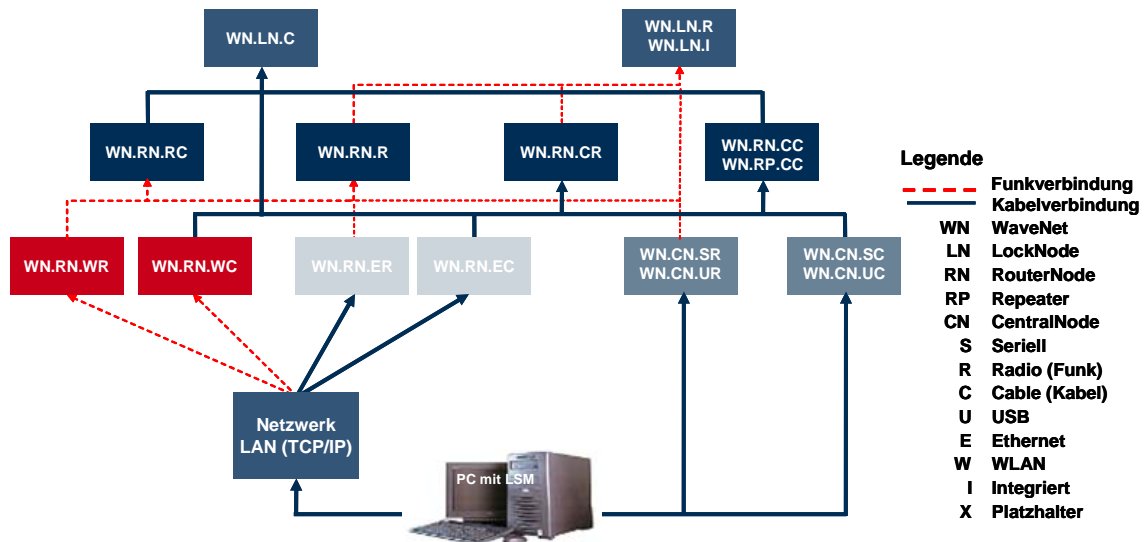 WN.LN.C
WN.LN.R
WN.LN.I
WN.RN.RC
WN.RN.R
WN.RN.CR
WN.RN.CC
WN.RP.CC
WN.RN.WR
WN.RN.WC
WN.RN.ER
WN.RN.EC
WN.CN.SR
WN.CN.UR
WN.CN.SC
WN.CN.UC
Netzwerk
LAN (TCP/IP)
PC mit LSM
Legende
Funkverbindung
Kabelverbindung
WN WaveNet
LN LockNode
RN RouterNode
RP Repeater
CN CentralNode
S Seriell
R Radio (Funk)
C Cable (Kabel)
U USB
E Ethernet
W WLAN
I Integriert
X Platzhalter